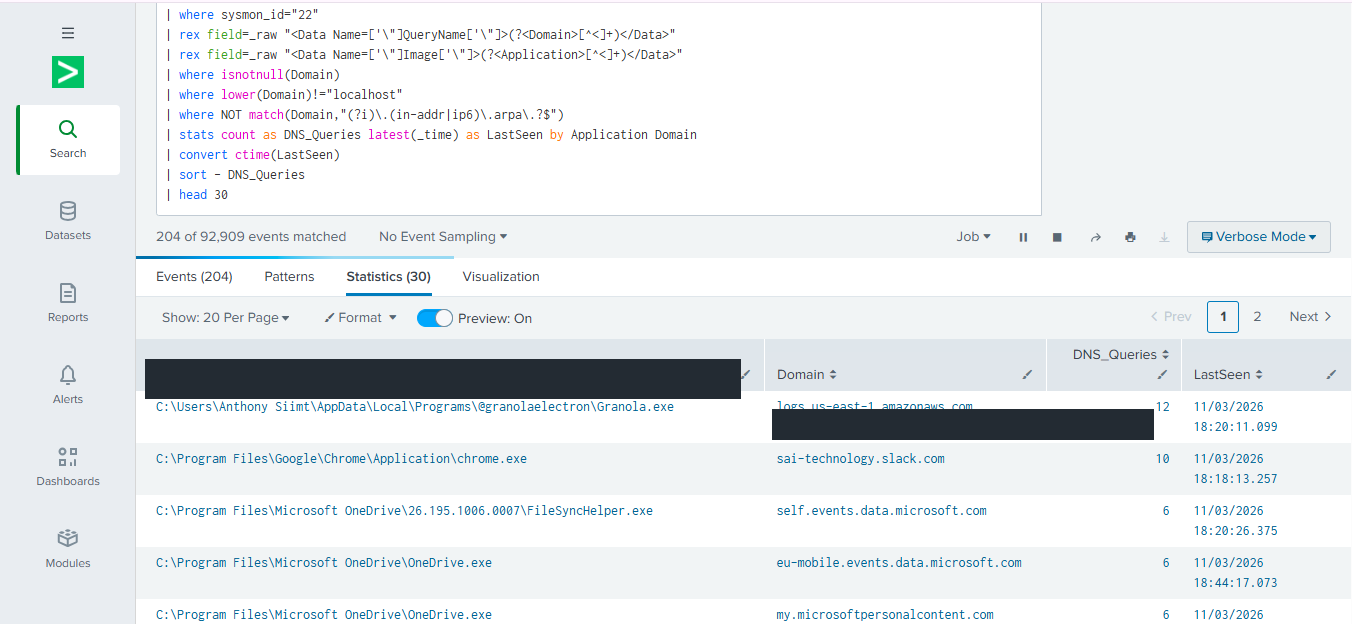 | where sysmon_id="22"
| rex field=_raw "<Data Name=['\"]QueryName['\"]>(?<Domain>[^<]+)</Data>"
| rex field=_raw "<Data Name=['\"]Image['\"]>(?<Application>[^<]+)</Data>"
| where isnotnull(Domain)
| where lower(Domain)!="localhost"
| where NOT match(Domain,"(?i)\.(in-addr|ip6)\.arpa\.?$")
| stats count as DNS_Queries latest(_time) as LastSeen by Application Domain
| convert ctime(LastSeen)
| sort - DNS_Queries
| head 30
Search
Datasets
Reports
Alerts
Dashboards
Modules
204 of 92,909 events matched No Event Sampling Job Verbose Mode
Events (204) Patterns Statistics (30) Visualization
Show: 20 Per Page Format Preview: On Prev 1 2 Next
Domain DNS_Queries LastSeen
C:\Users\Anthony Siimt\AppData\Local\Programs\@granolaelectron\Granola.exe logs.us-east-1.amazonaws.com 12 11/03/2026
18:20:11.099
C:\Program Files\Google\Chrome\Application\chrome.exe sai-technology.slack.com 10 11/03/2026
18:18:13.257
C:\Program Files\Microsoft OneDrive\26.195.1006.0007\FileSyncHelper.exe self.events.data.microsoft.com 6 11/03/2026
18:20:26.375
C:\Program Files\Microsoft OneDrive\OneDrive.exe eu-mobile.events.data.microsoft.com 6 11/03/2026
18:44:17.073
C:\Program Files\Microsoft OneDrive\OneDrive.exe my.microsoftpersonalcontent.com 6 11/03/2026